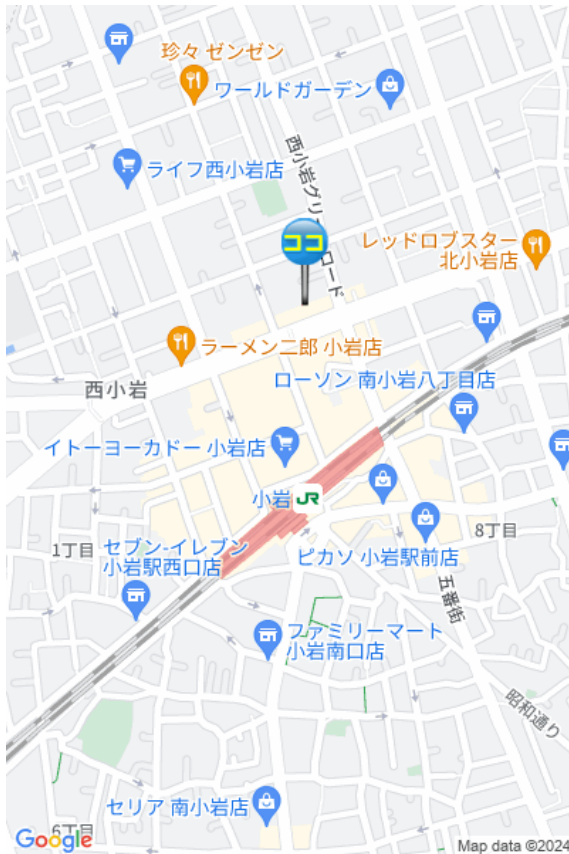 珍々 ゼンゼン
ワールドガーデン
西小岩グリーンロード
ライフ西小岩店
ココ
レッドロブスター
北小岩店
ラーメン二郎 小岩店
西小岩
ローソン 南小岩八丁目店
イトーヨーカドー 小岩店
小岩 JR
8丁目
1丁目
セブン-イレブン
小岩駅西口店
ピカソ 小岩駅前店
五番街
ファミリーマート
小岩南口店
昭和通り
セリア 南小岩店
6丁目
Google
Map data ©2024